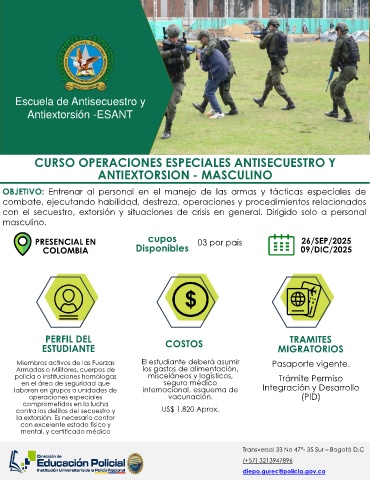 Escuela de Antisecuestro y
Antiextorsión -ESANT
CURSO OPERACIONES ESPECIALES ANTISECUESTRO Y
ANTIEXTORSION - MASCULINO
OBJETIVO: Entrenar al personal en el manejo de las armas y tácticas especiales de
combate, ejecutando habilidad, destreza, operaciones y procedimientos relacionados
con el secuestro, extorsión y situaciones de crisis en general. Dirigido solo a personal
masculino.
PRESENCIAL EN
COLOMBIA
cupos
Disponibles
03 por país
26/SEP/2025
09/DIC/2025
PERFIL DEL
ESTUDIANTE
Miembros activos de las Fuerzas
Armadas o Militares, cuerpos de
policía o instituciones homólogas
en el área de seguridad que
laboren en grupos o unidades de
operaciones especiales
comprometidos en la lucha
contra los delitos del secuestro y
la extorsión. Es necesario contar
con excelente estado físico y
mental, y certificado médico
COSTOS
El estudiante deberá asumir
los gastos de alimentación,
misceláneos y logísticos,
seguro médico
internacional, esquema de
vacunación.
US$ 1.820 Aprox.
TRAMITES
MIGRATORIOS
Pasaporte vigente.
Trámite Permiso
Integración y Desarrollo
(PID)
Dirección de
Educación Policial
Institución Universitaria de la Policía Nacional
Transversal 33 No 47ª- 35 Sur – Bogotá D.C
(+57) 3213947896
diepo.gurec@policia.gov.co